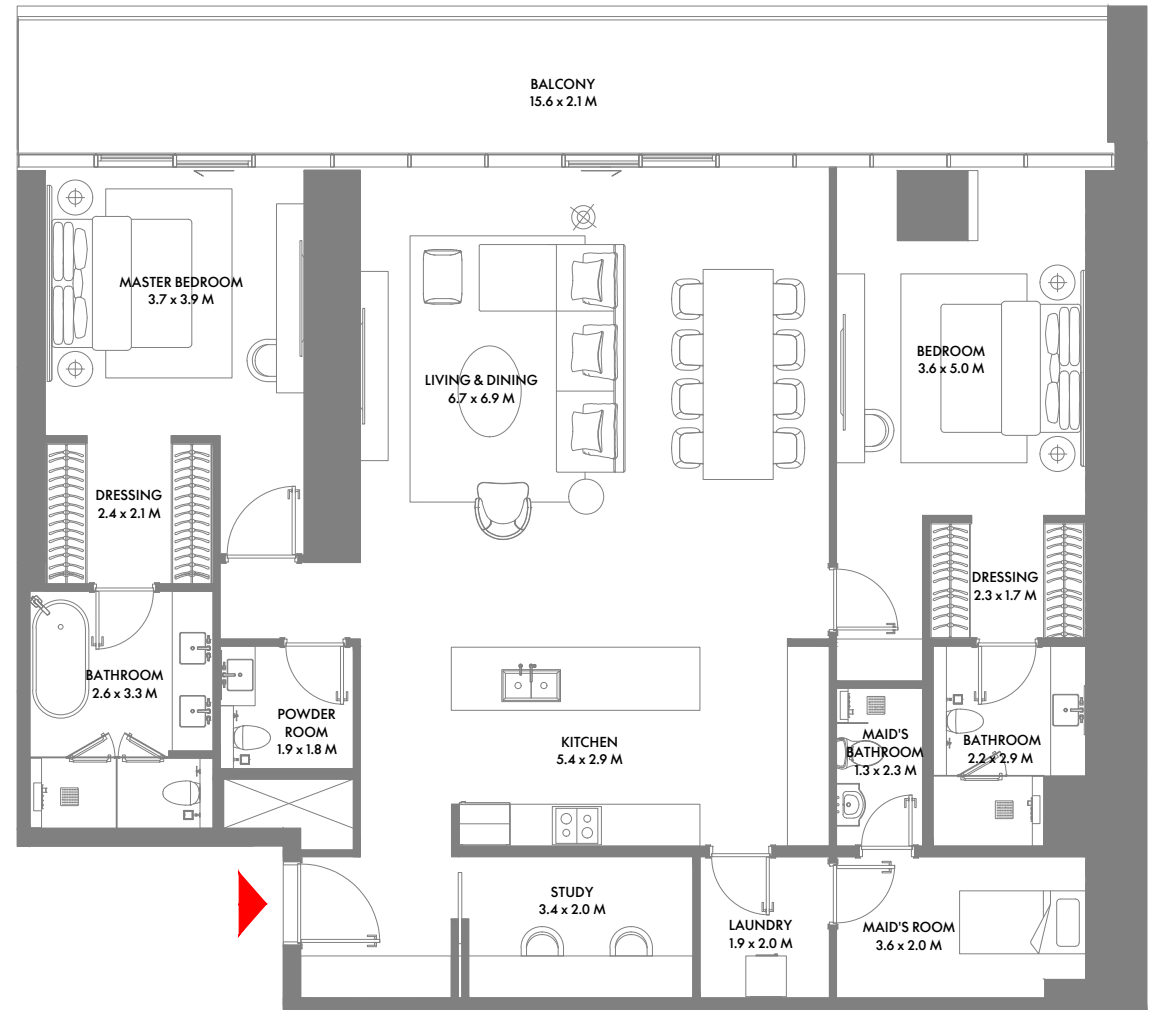 BALCONY
15.6 x 2.1 M
MASTER BEDROOM
3.7 x 3.9 M
LIVING & DINING
6.7 x 6.9 M
BEDROOM
3.6 x 5.0 M
DRESSING
2.4 x 2.1 M
DRESSING
2.3 x 1.7 M
BATHROOM
2.6 x 3.3 M
POWDER
ROOM
1.9 x 1.8 M
KITCHEN
5.4 x 2.9 M
MAID'S
BATHROOM
1.3 x 2.3 M
BATHROOM
2.2 x 2.9 M
STUDY
3.4 x 2.0 M
LAUNDRY
1.9 x 2.0 M
MAID'S ROOM
3.6 x 2.0 M